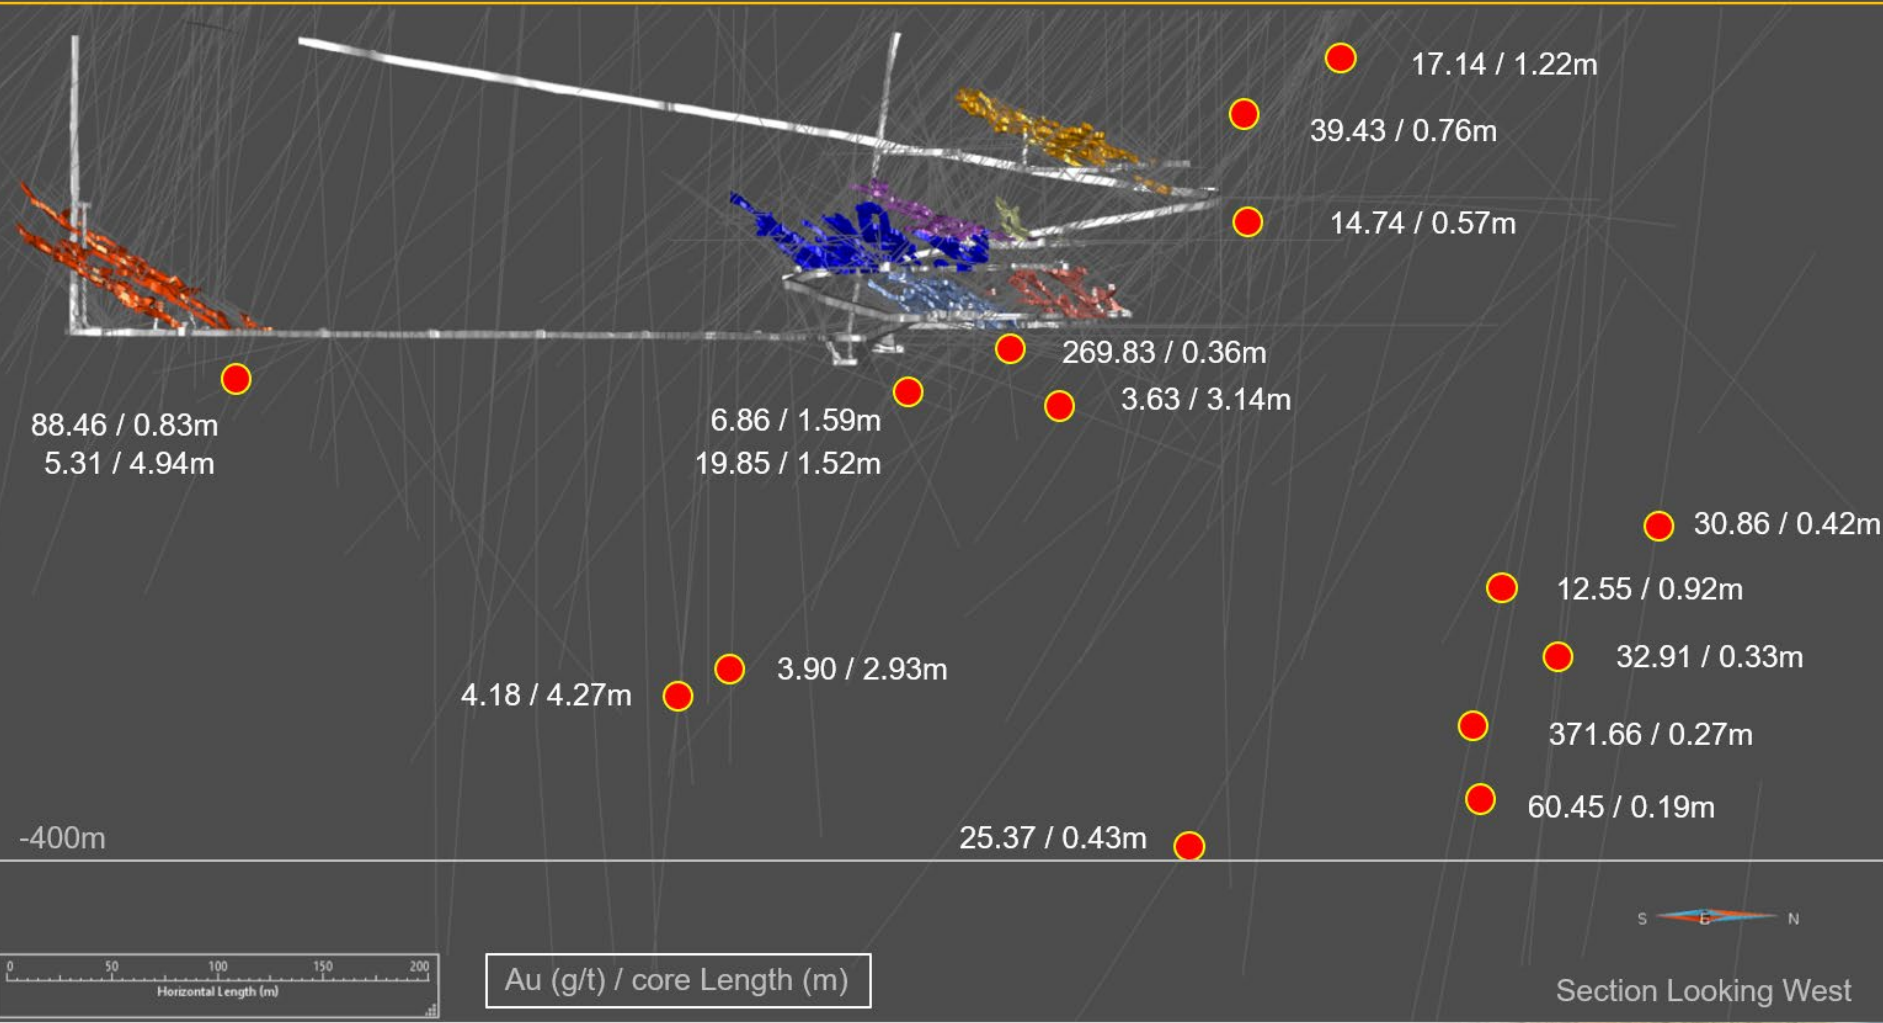 17.14 / 1.22m
39.43 / 0.76m
14.74 / 0.57m
269.83 / 0.36m
3.63 / 3.14m
88.46 / 0.83m
5.31 / 4.94m
6.86 / 1.59m
19.85 / 1.52m
30.86 / 0.42m
12.55 / 0.92m
3.90 / 2.93m
32.91 / 0.33m
4.18 / 4.27m
371.66 / 0.27m
60.45 / 0.19m
-400m
25.37 / 0.43m
S E N
0 50 100 150 200
Horizontal Length (m)
Au (g/t) / core Length (m)
Section Looking West